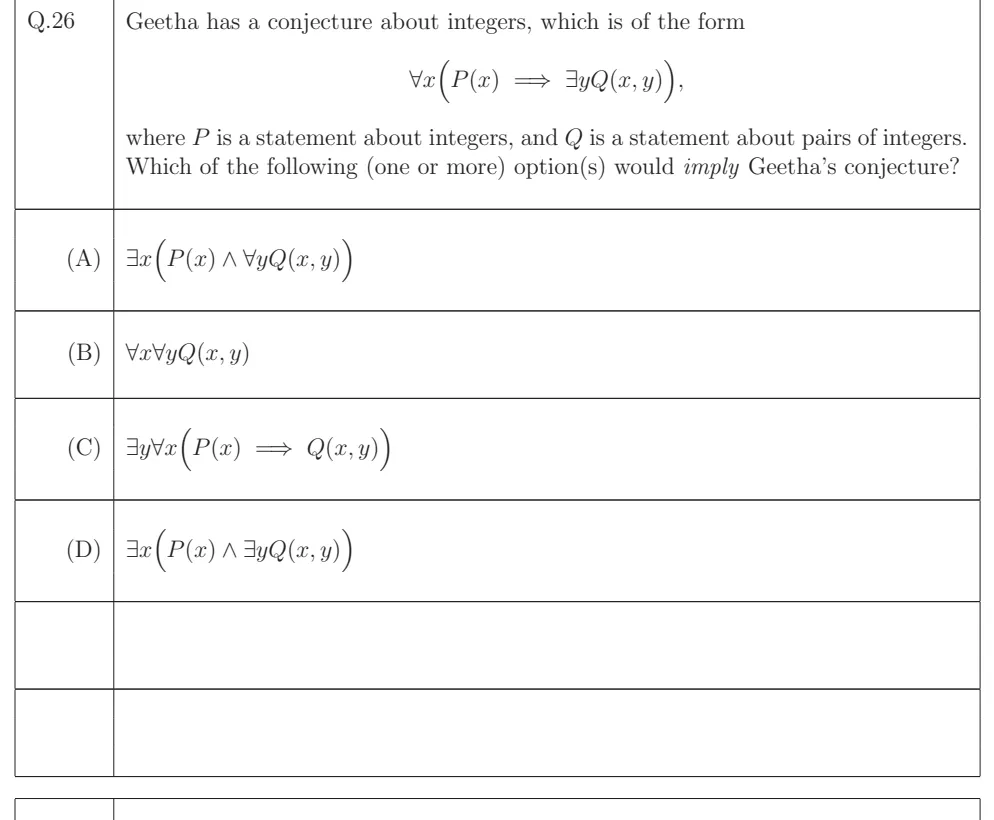 Q.26 Geetha has a conjecture about integers, which is of the form
∀x(P(x) ⟹ ∃yQ(x, y)),
where P is a statement about integers, and Q is a statement about pairs of integers.
Which of the following (one or more) option(s) would imply Geetha's conjecture?
(A) ∃x(P(x) ∧ ∀yQ(x, y))
(B) ∀x∀yQ(x, y)
(C) ∃y∀x(P(x) ⟹ Q(x, y))
(D) ∃x(P(x) ∧ ∃yQ(x, y))